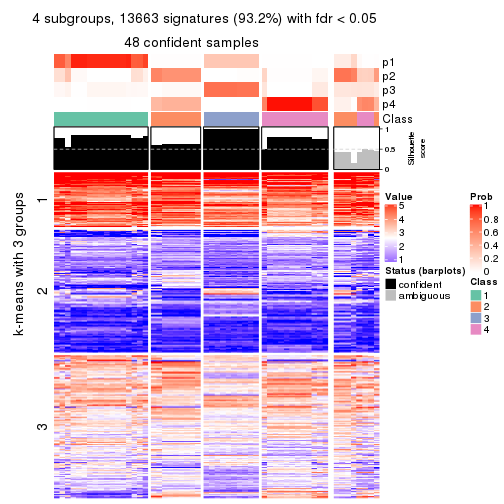 4 subgroups, 13663 signatures (93.2%) with fdr < 0.05
48 confident samples
p1
p2
p3
p4
Class
1
0.5
0
Silhouette
score
k-means with 3 groups
1
2
3
Value
5
4
3
2
1
Status (barplots)
confident
ambiguous
Prob
1
0.8
0.6
0.4
0.2
0
Class
1
2
3
4